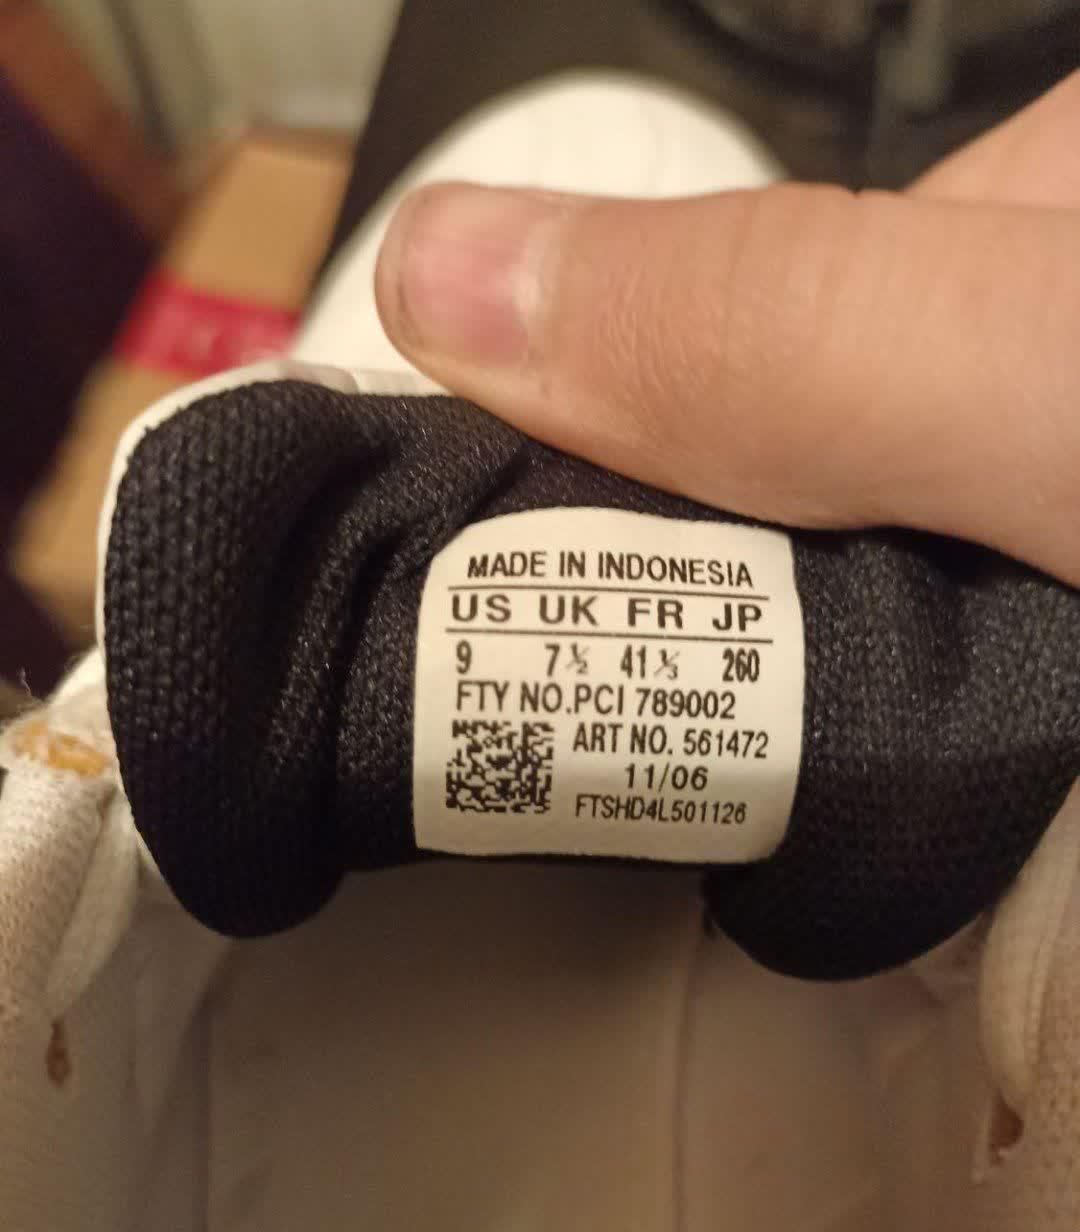 MADE IN INDONESIA
US UK FR JP
9 7½ 41⅓ 260
FTY NO.PCI 789002
ART NO. 561472
11/06
FTSHD4L501126